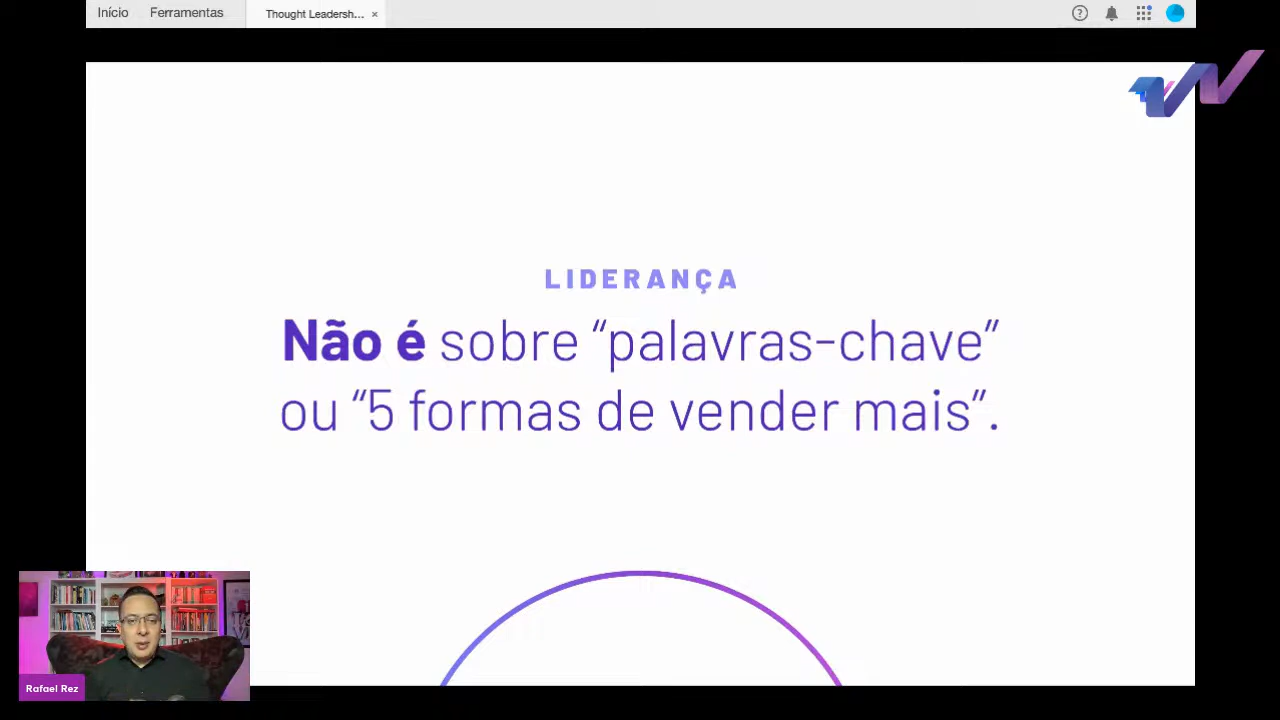 Início Ferramentas Thought Leadersh... ×
LIDERANÇA
Não é sobre “palavras-chave”
ou “5 formas de vender mais”.
Rafael Rez